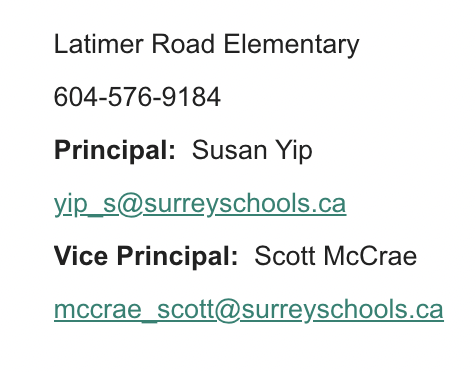 Latimer Road Elementary
604-576-9184
Principal: Susan Yip
yip_s@surreyschools.ca
Vice Principal: Scott McCrae
mccrae_scott@surreyschools.ca